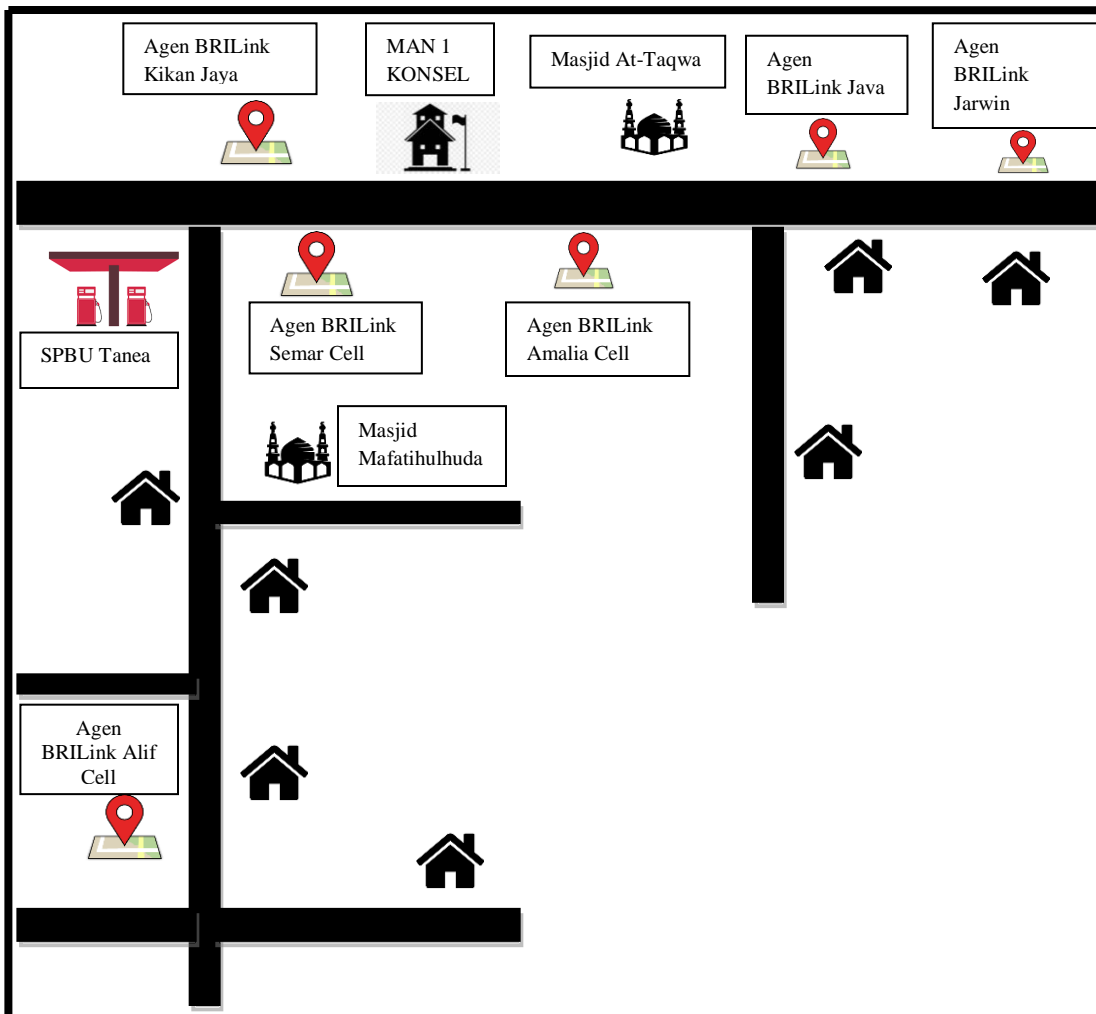 Agen BRILink
Kikan Jaya
MAN 1
KONSEL
Masjid At-Taqwa
Agen
BRILink Java
Agen
BRILink
Jarwin
SPBU Tanea
Agen BRILink
Semar Cell
Agen BRILink
Amalia Cell
Masjid
Mafatihulhuda
Agen
BRILink Alif
Cell